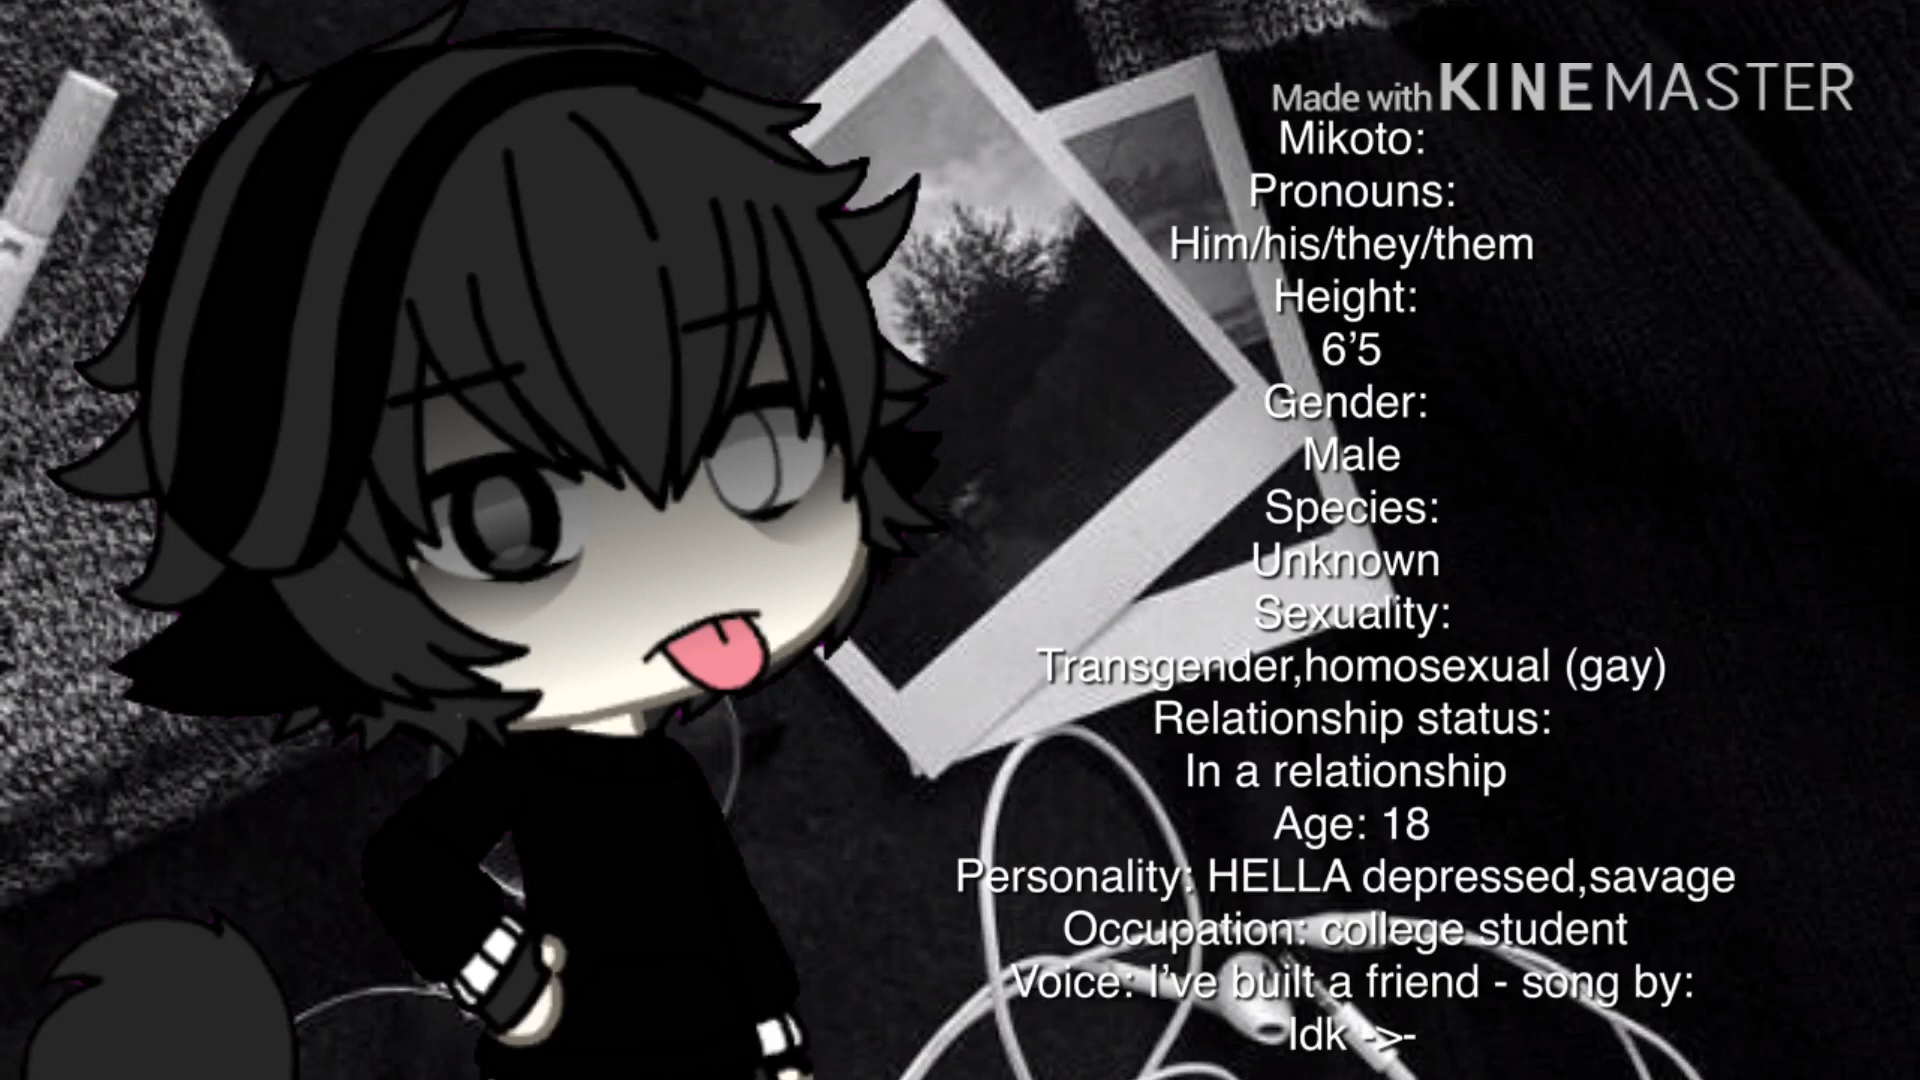 Made with KINEMASTER
Mikoto:
Pronouns:
Him/his/they/them
Height:
6’5
Gender:
Male
Species:
Unknown
Sexuality:
Transgender,homosexual (gay)
Relationship status:
In a relationship
Age: 18
Personality: HELLA depressed,savage
Occupation: college student
Voice: I’ve built a friend - song by:
Idk ->-